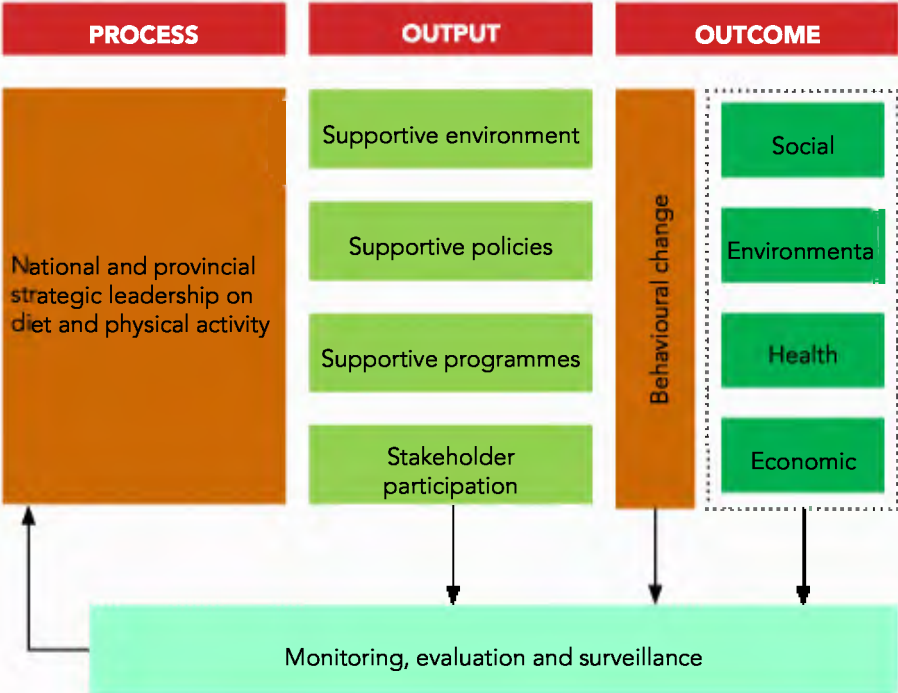 PROCESS
OUTPUT
OUTCOME
National and provincial
strategic leadership on
diet and physical activity
Supportive environment
Supportive policies
Supportive programmes
Stakeholder
participation
Behavioural change
Social
Environmenta
Health
Economic
Monitoring, evaluation and surveillance